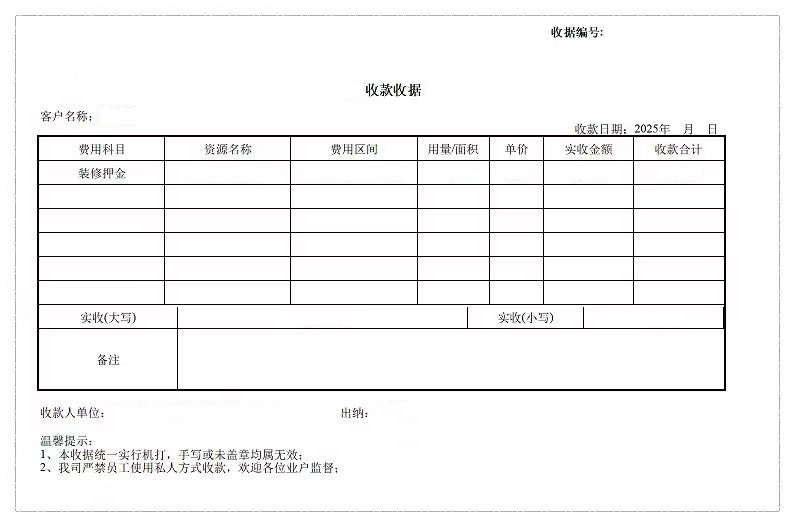 收据编号:
收款收据
客户名称:
收款日期: 2025年 月 日
费用科目 资源名称 费用区间 用量/面积 单价 实收金额 收款合计
装修押金
实收(大写) 实收(小写)
备注
收款人单位: 出纳:
温馨提示:
1、本收据统一实行机打，手写或未盖章均属无效;
2、我司严禁员工使用私人方式收款，欢迎各位业户监督;